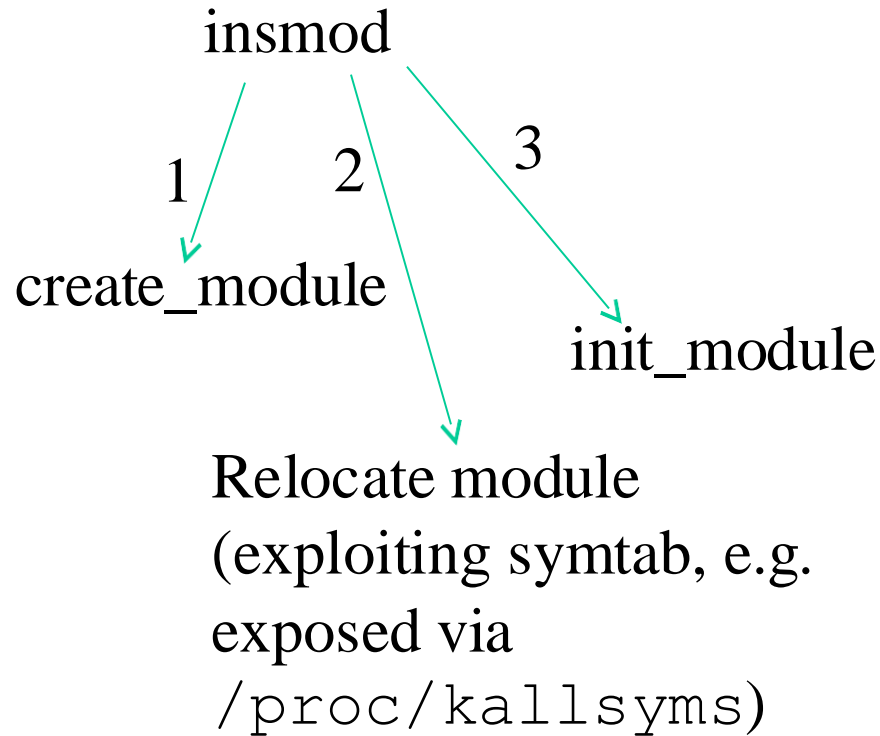 insmod
1
2
3
create_module
init_module
Relocate module
(exploiting symtab, e.g.
exposed via
/proc/kallsyms)